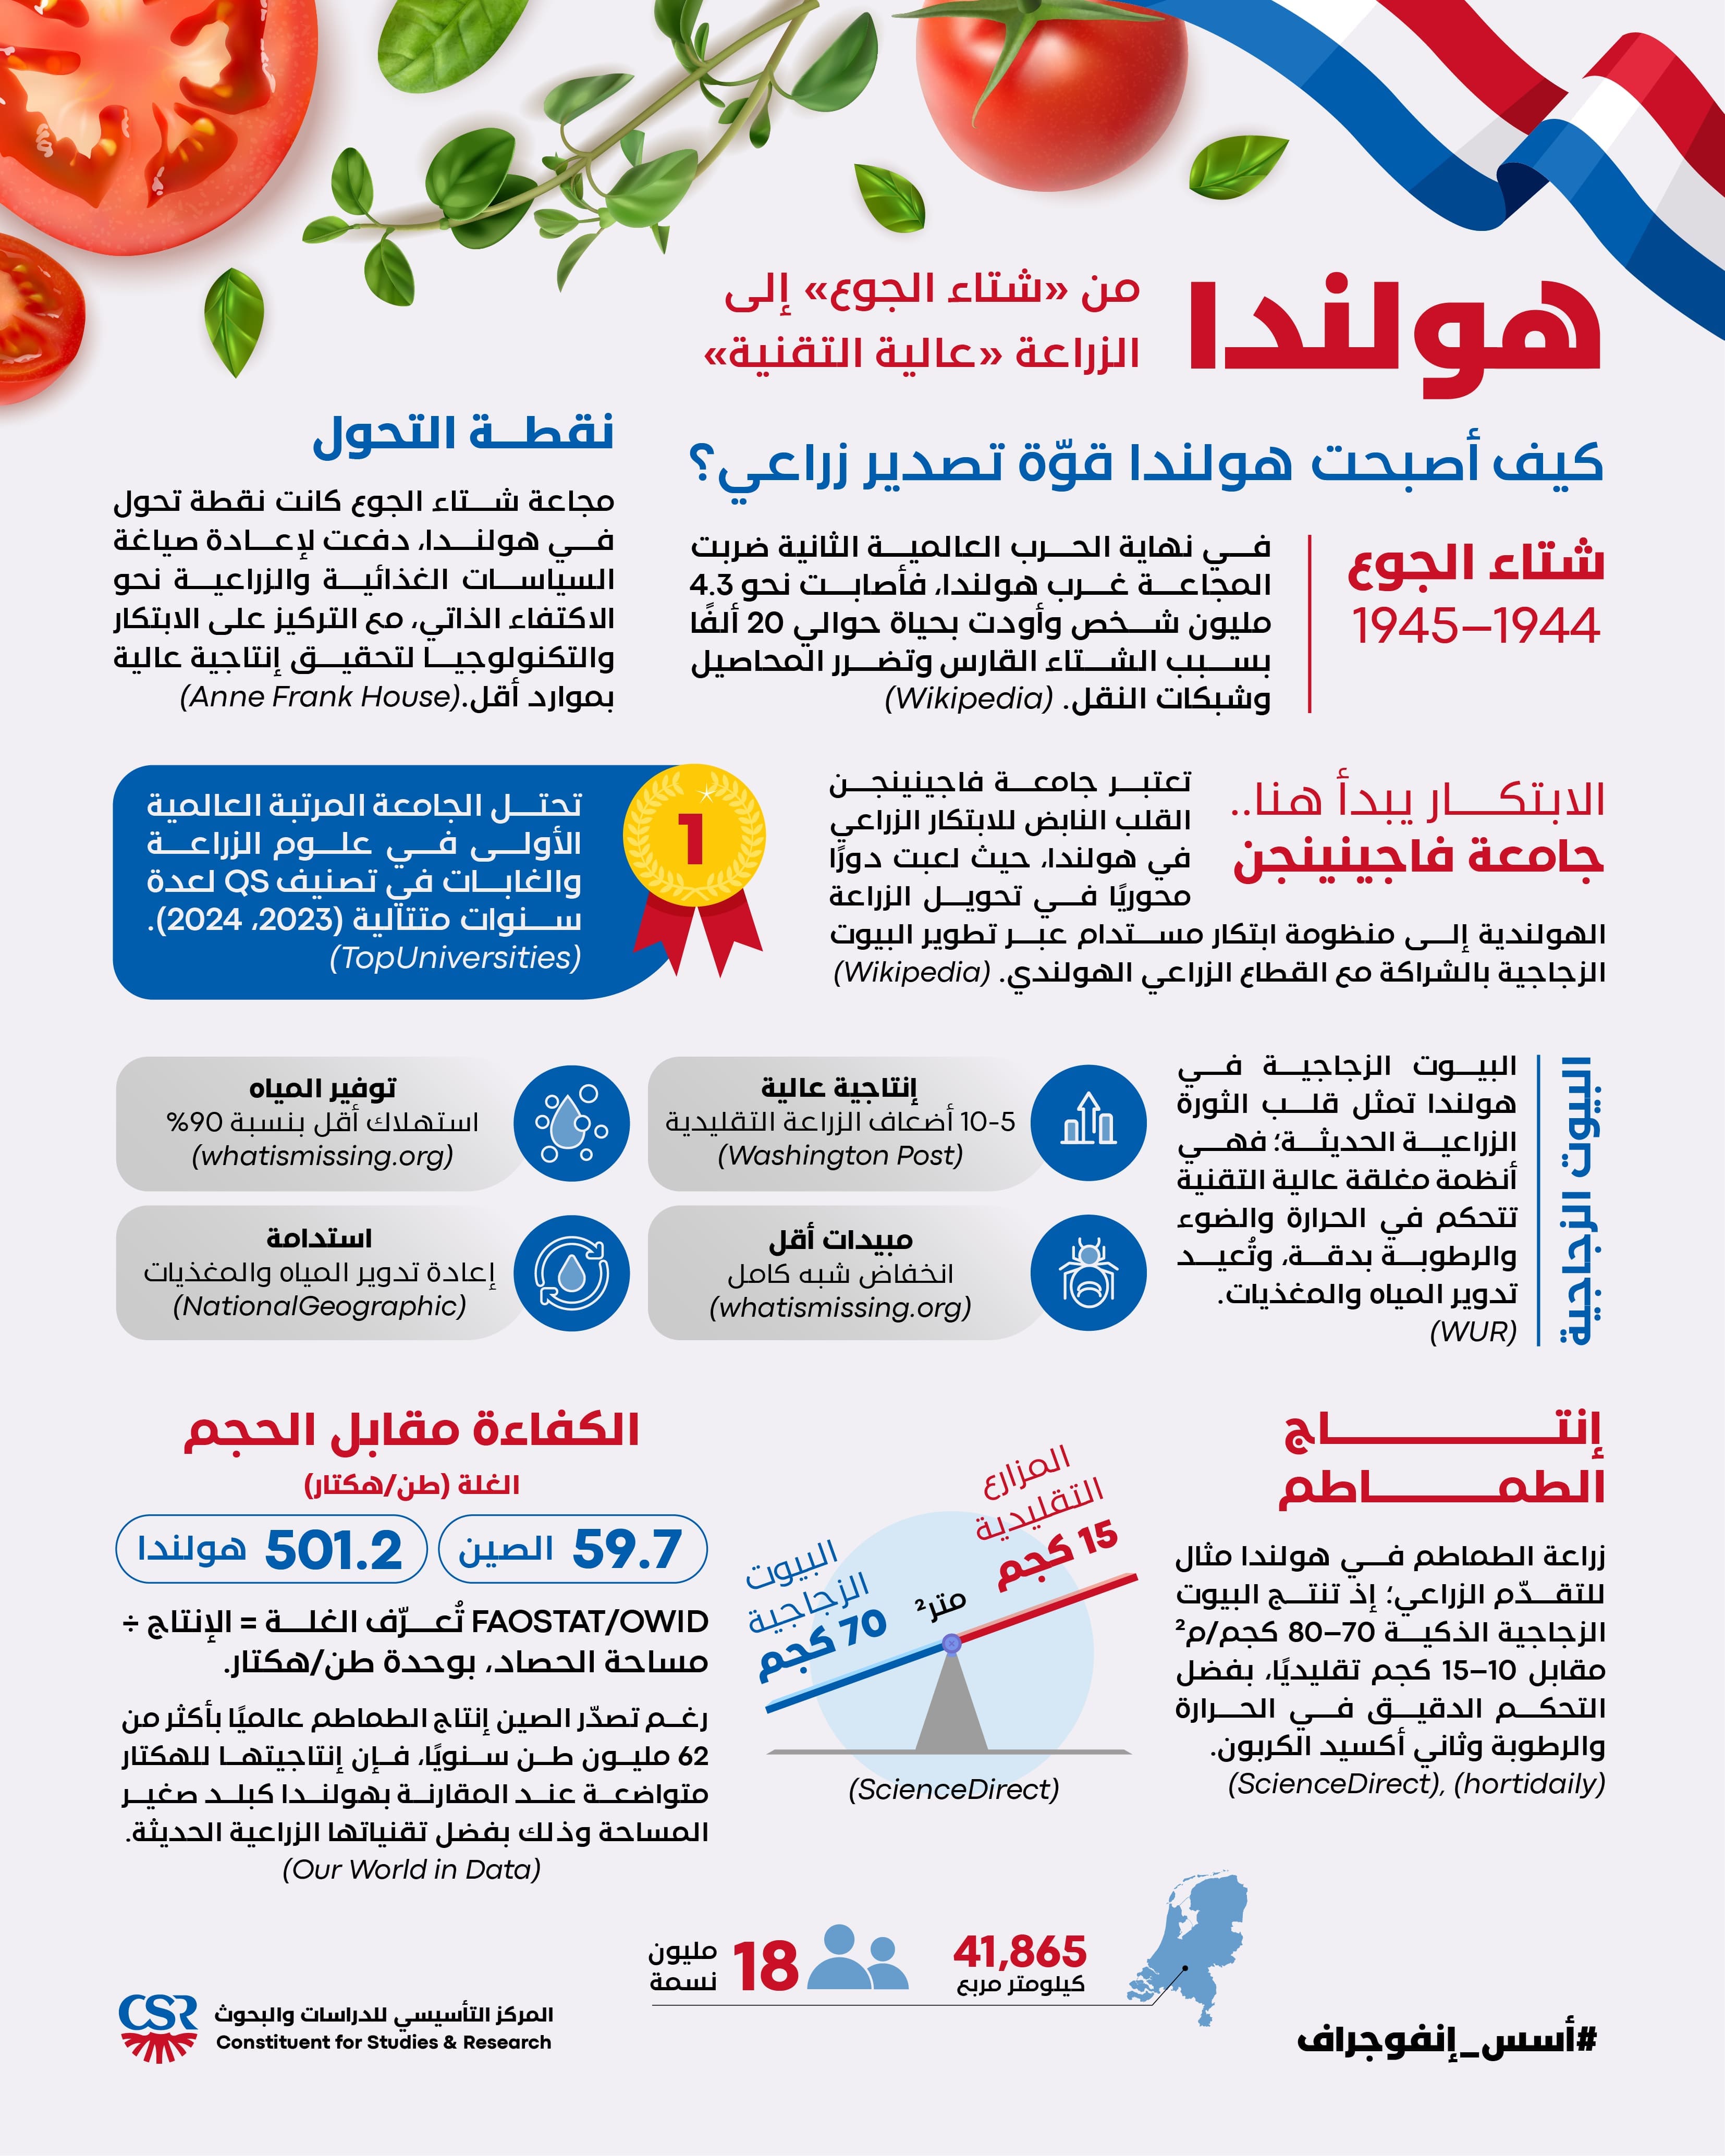 هولندا
من «شتاء الجوع» إلى
الزراعة «عالية التقنية»
كيف أصبحت هولندا قوّة تصدير زراعي؟
شتاء الجوع
1944–1945
في نهاية الحرب العالمية الثانية ضربت
المجاعة غرب هولندا، فأصابت نحو 4.3
مليون شخص وأودت بحياة حوالي 20 ألفًا
بسبب الشتاء القارس وتضرر المحاصيل
وشبكات النقل. (Wikipedia)
نقطة التحول
مجاعة شتاء الجوع كانت نقطة تحول
في هولندا، دفعت لإعادة صياغة
السياسات الغذائية والزراعية نحو
الاكتفاء الذاتي، مع التركيز على الابتكار
والتكنولوجيا لتحقيق إنتاجية عالية
بموارد أقل.(Anne Frank House)
الابتكار يبدأ هنا..
جامعة فاجينينجن
تعتبر جامعة فاجينينجن
القلب النابض للابتكار الزراعي
في هولندا، حيث لعبت دورًا
محوريًا في تحويل الزراعة
الهولندية إلى منظومة ابتكار مستدام عبر تطوير البيوت
الزجاجية بالشراكة مع القطاع الزراعي الهولندي. (Wikipedia)
1
تحتل الجامعة المرتبة العالمية
الأولى في علوم الزراعة
والغابات في تصنيف QS لعدة
سنوات متتالية (2023، 2024).
(TopUniversities)
البيوت الزجاجية
البيوت الزجاجية في
هولندا تمثل قلب الثورة
الزراعية الحديثة؛ فهي
أنظمة مغلقة عالية التقنية
تتحكم في الحرارة والضوء
والرطوبة بدقة، وتُعيد
تدوير المياه والمغذيات.
(WUR)
إنتاجية عالية
10-5 أضعاف الزراعة التقليدية
(Washington Post)
توفير المياه
استهلاك أقل بنسبة 90%
(whatismissing.org)
مبيدات أقل
انخفاض شبه كامل
(whatismissing.org)
استدامة
إعادة تدوير المياه والمغذيات
(NationalGeographic)
إنتاج
الطماطم
زراعة الطماطم في هولندا مثال
للتقدّم الزراعي؛ إذ تنتج البيوت
الزجاجية الذكية 70–80 كجم/م²
مقابل 10–15 كجم تقليديًا، بفضل
التحكم الدقيق في الحرارة
والرطوبة وثاني أكسيد الكربون.
(ScienceDirect), (hortidaily)
المزارع
التقليدية
15 كجم
متر²
البيوت
الزجاجية
70 كجم
(ScienceDirect)
الكفاءة مقابل الحجم
الغلة (طن/هكتار)
59.7 الصين
501.2 هولندا
FAOSTAT/OWID تُعرّف الغلة = الإنتاج ÷
مساحة الحصاد، بوحدة طن/هكتار.
رغم تصدّر الصين إنتاج الطماطم عالميًا بأكثر من
62 مليون طن سنويًا، فإن إنتاجيتها للهكتار
متواضعة عند المقارنة بهولندا كبلد صغير
المساحة وذلك بفضل تقنياتها الزراعية الحديثة.
(Our World in Data)
41,865
كيلومتر مربع
18
مليون
نسمة
#أسس_إنفوجراف
CSR
المركز التأسيسي للدراسات والبحوث
Constituent for Studies & Research